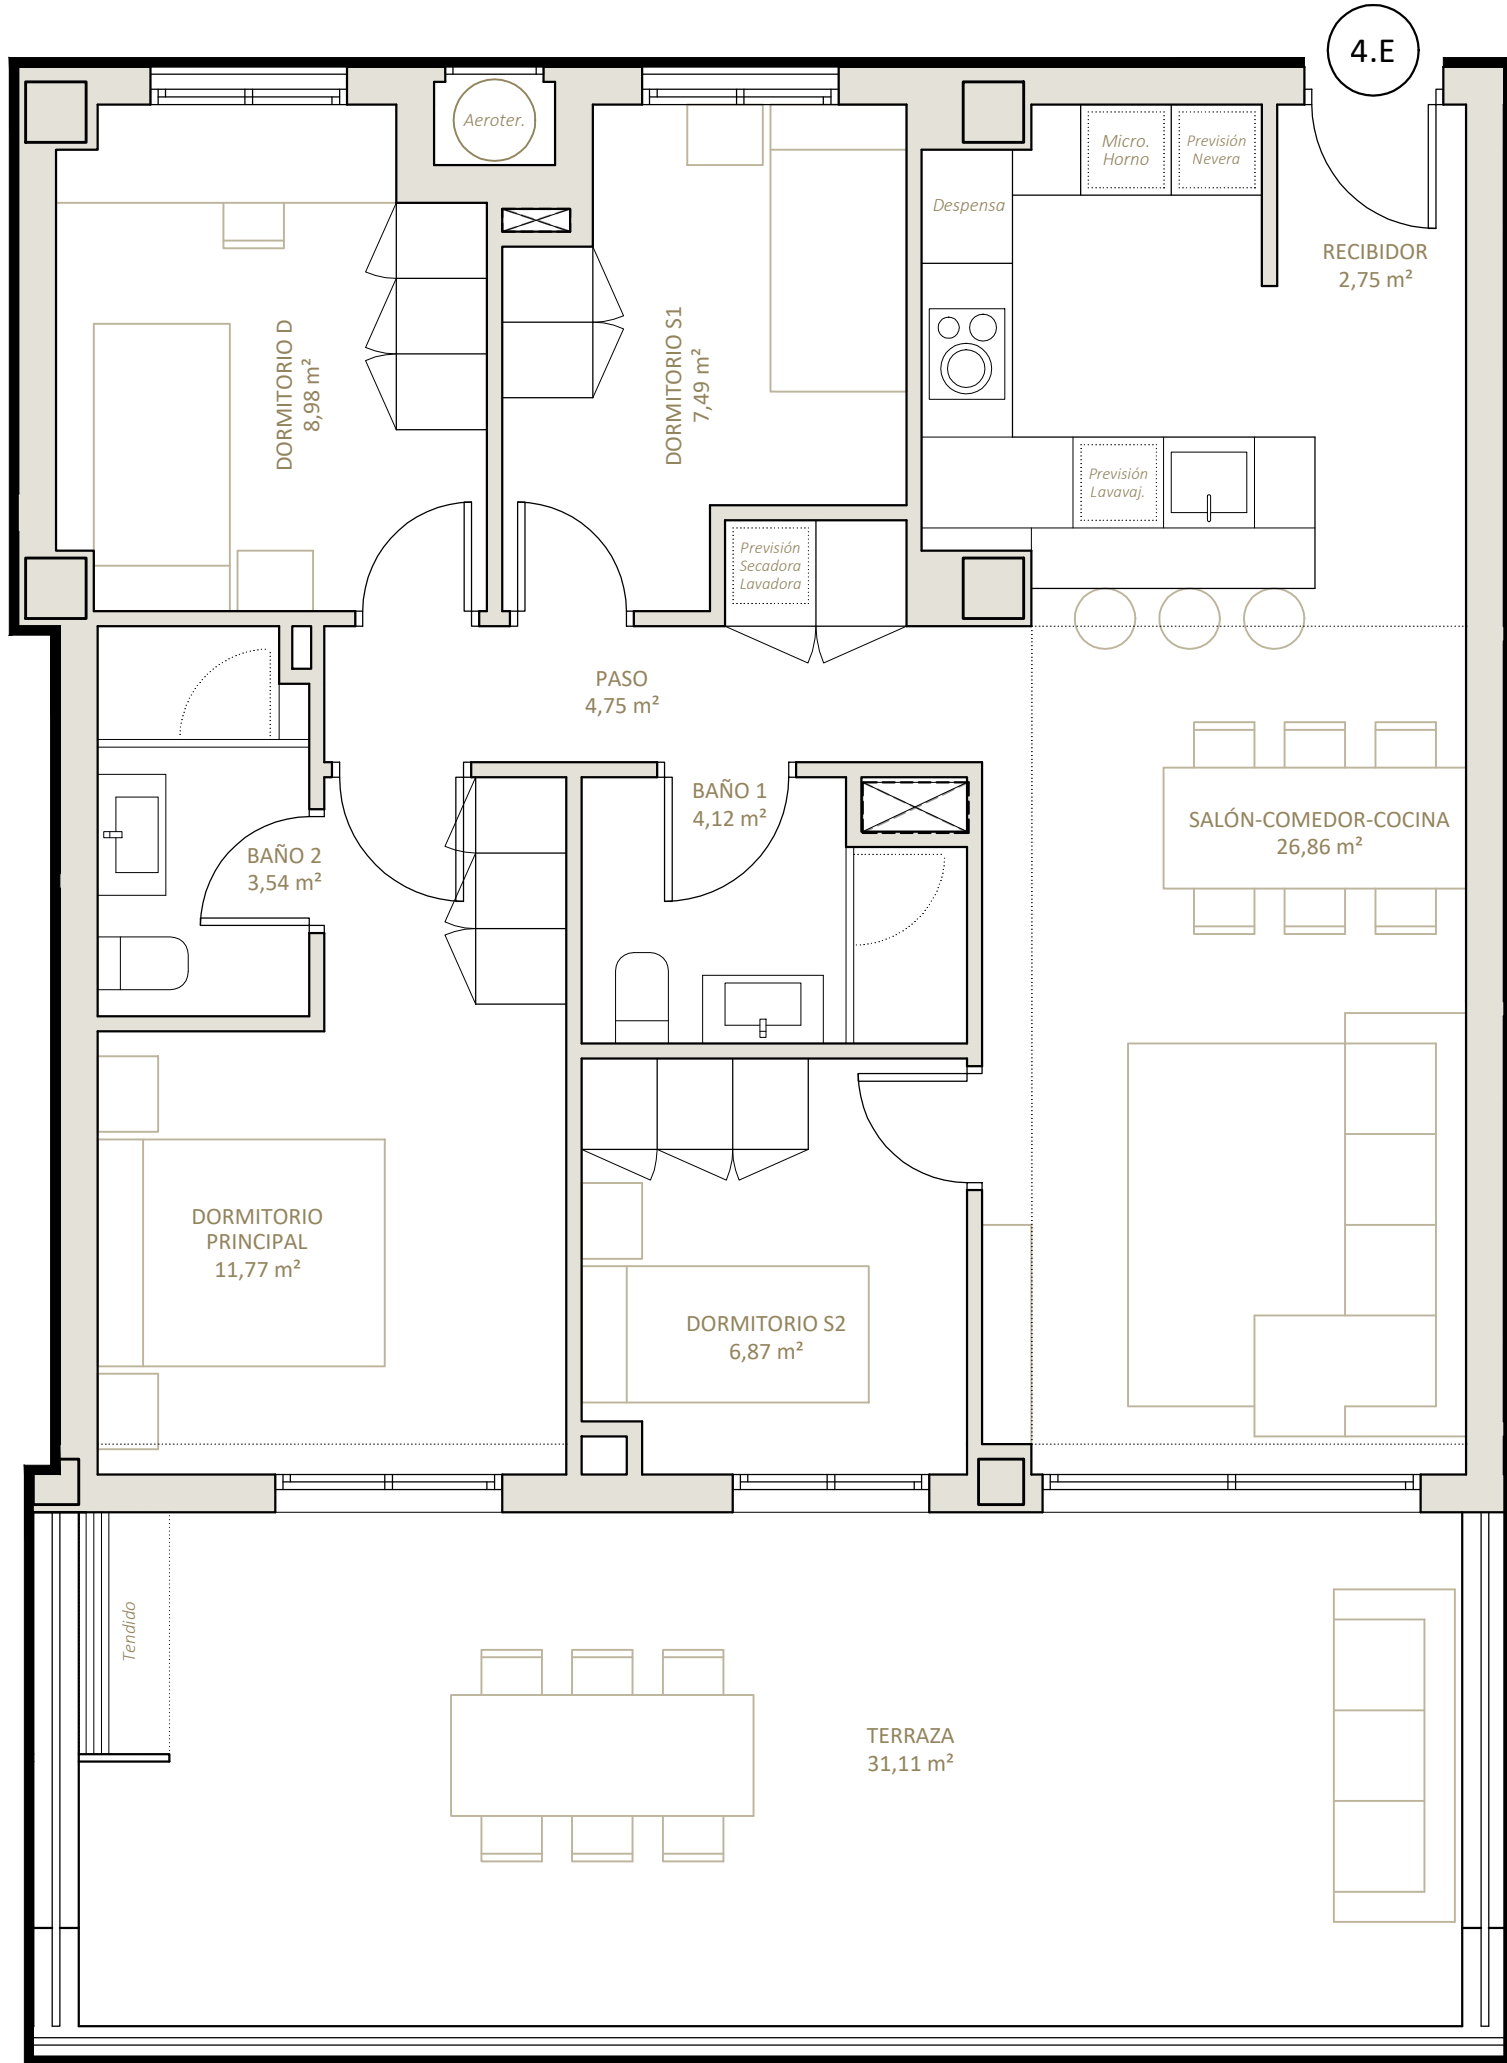 4.E
Aeroter.
Micro.
Horno
Previsión
Nevera
Despensa
RECIBIDOR
2,75 m²
DORMITORIO D
8,98 m²
DORMITORIO S1
7,49 m²
Previsión
Lavavaj.
Previsión
Secadora
Lavadora
PASO
4,75 m²
BAÑO 1
4,12 m²
SALÓN-COMEDOR-COCINA
26,86 m²
BAÑO 2
3,54 m²
DORMITORIO
PRINCIPAL
11,77 m²
DORMITORIO S2
6,87 m²
Tendido
TERRAZA
31,11 m²